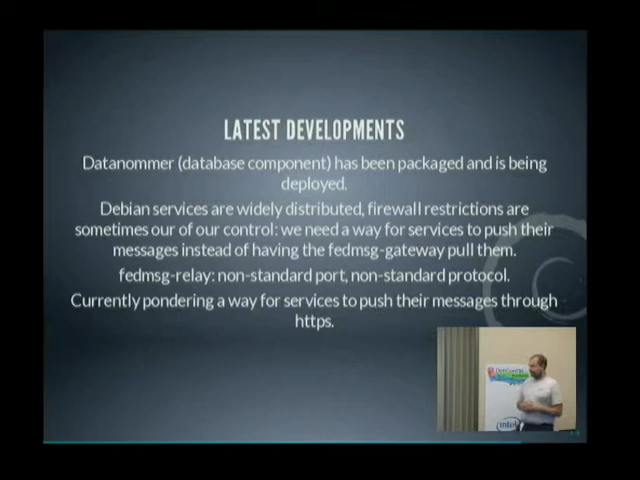 LATEST DEVELOPMENTS
Datanommer (database component) has been packaged and is being
deployed.
Debian services are widely distributed, firewall restrictions are
sometimes our of our control: we need a way for services to push their
messages instead of having the fedmsg-gateway pull them.
fedmsg-relay: non-standard port, non-standard protocol.
Currently pondering a way for services to push their messages through
https.
DebConf14
intel